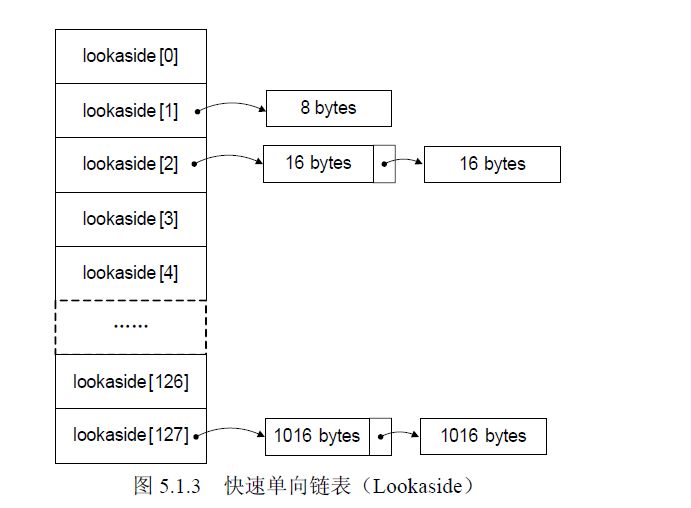 lookaside[0]
lookaside[1]
8 bytes
lookaside[2]
16 bytes
16 bytes
lookaside[3]
lookaside[4]
……
lookaside[126]
lookaside[127]
1016 bytes
1016 bytes
图 5.1.3 快速单向链表（Lookaside）